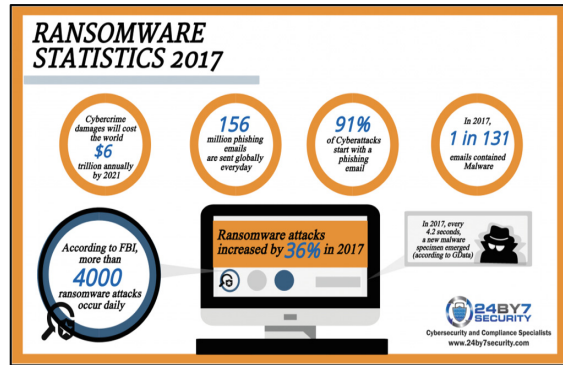 RANSOMWARE
STATISTICS 2017
Cybercrime
damages will cost
the world
$6
trillion annually
by 2021
156
million phishing
emails
are sent globally
everyday
91%
of Cyberattacks
start with a
phishing
email
In 2017,
1 in 131
emails contained
Malware
According to FBI,
more than
4000
ransomware attacks
occur daily
Ransomware attacks
increased by 36% in 2017
In 2017, every
4.2 seconds,
a new malware
specimen emerged
(according to GData)
24BY7
SECURITY
Cybersecurity and Compliance Specialists
www.24by7security.com